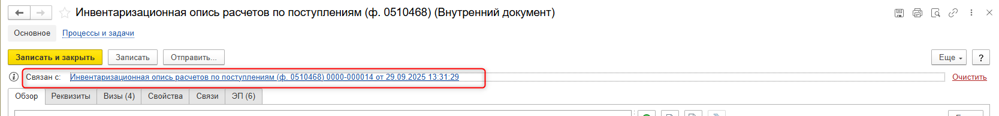 Инвентаризационная опись расчетов по поступлениям (ф. 0510468) (Внутренний документ)
Основное Процессы и задачи
Записать и закрыть Записать Отправить... Еще ?
Связан с: Инвентаризационная опись расчетов по поступлениям (ф. 0510468) 0000-000014 от 29.09.2025 13:31:29 Очистить
Обзор Реквизиты Визы (4) Свойства Связи ЭП (6)